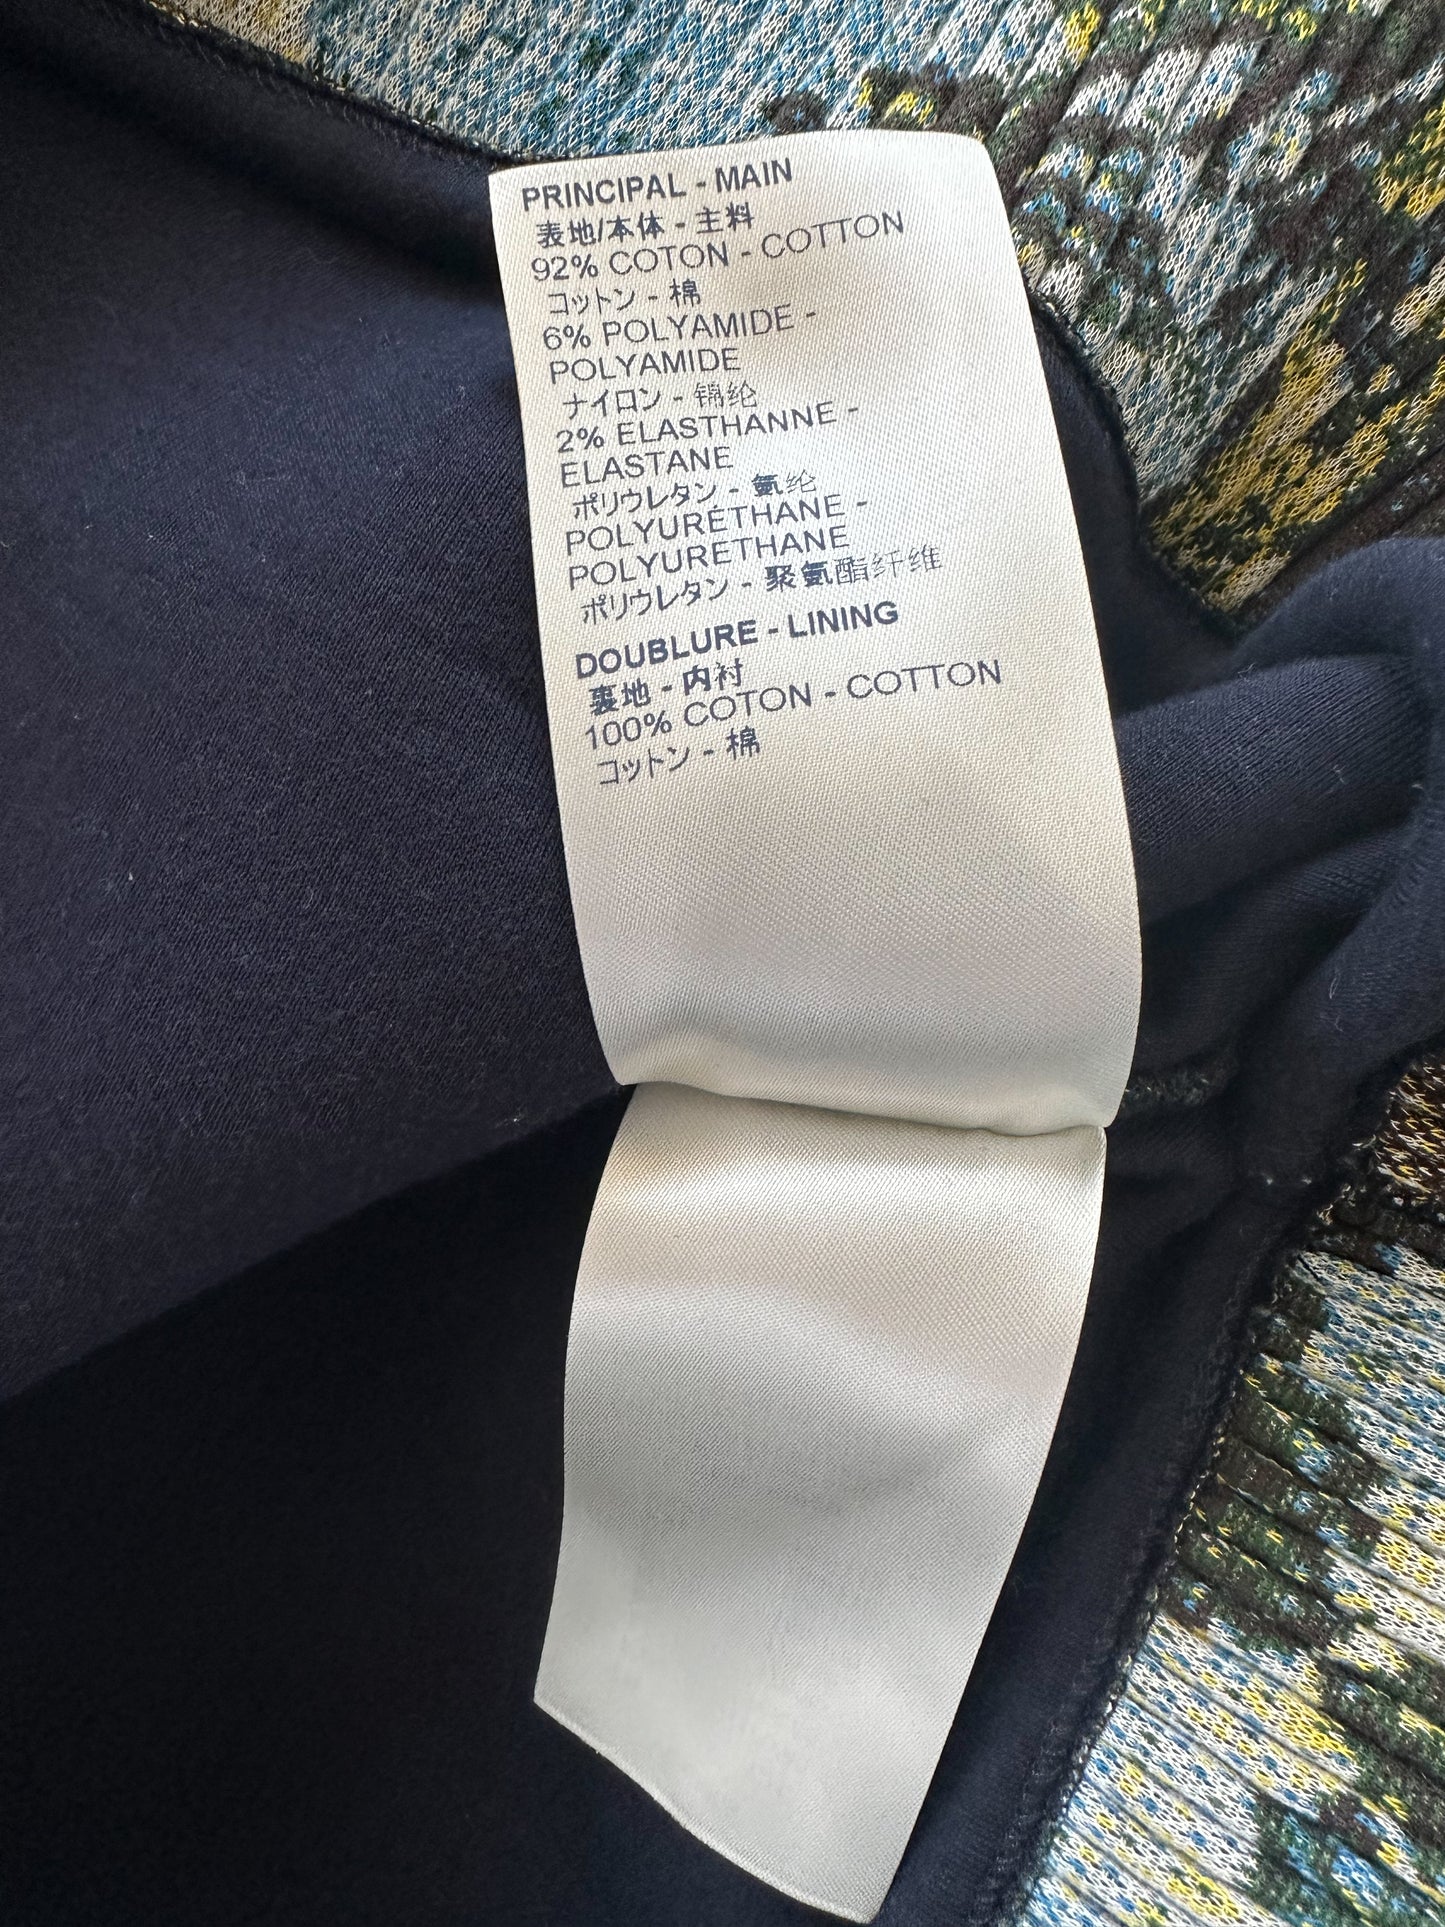 PRINCIPAL - MAIN
表地/本体 - 主料
92% COTON - COTTON
コットン - 棉
6% POLYAMIDE -
POLYAMIDE
ナイロン - 锦纶
2% ELASTHANNE -
ELASTANE
ポリウレタン - 氨纶
POLYURÉTHANE -
POLYURETHANE
ポリウレタン - 聚氨酯纤维
DOUBLURE - LINING
裏地 - 内衬
100% COTON - COTTON
コットン - 棉